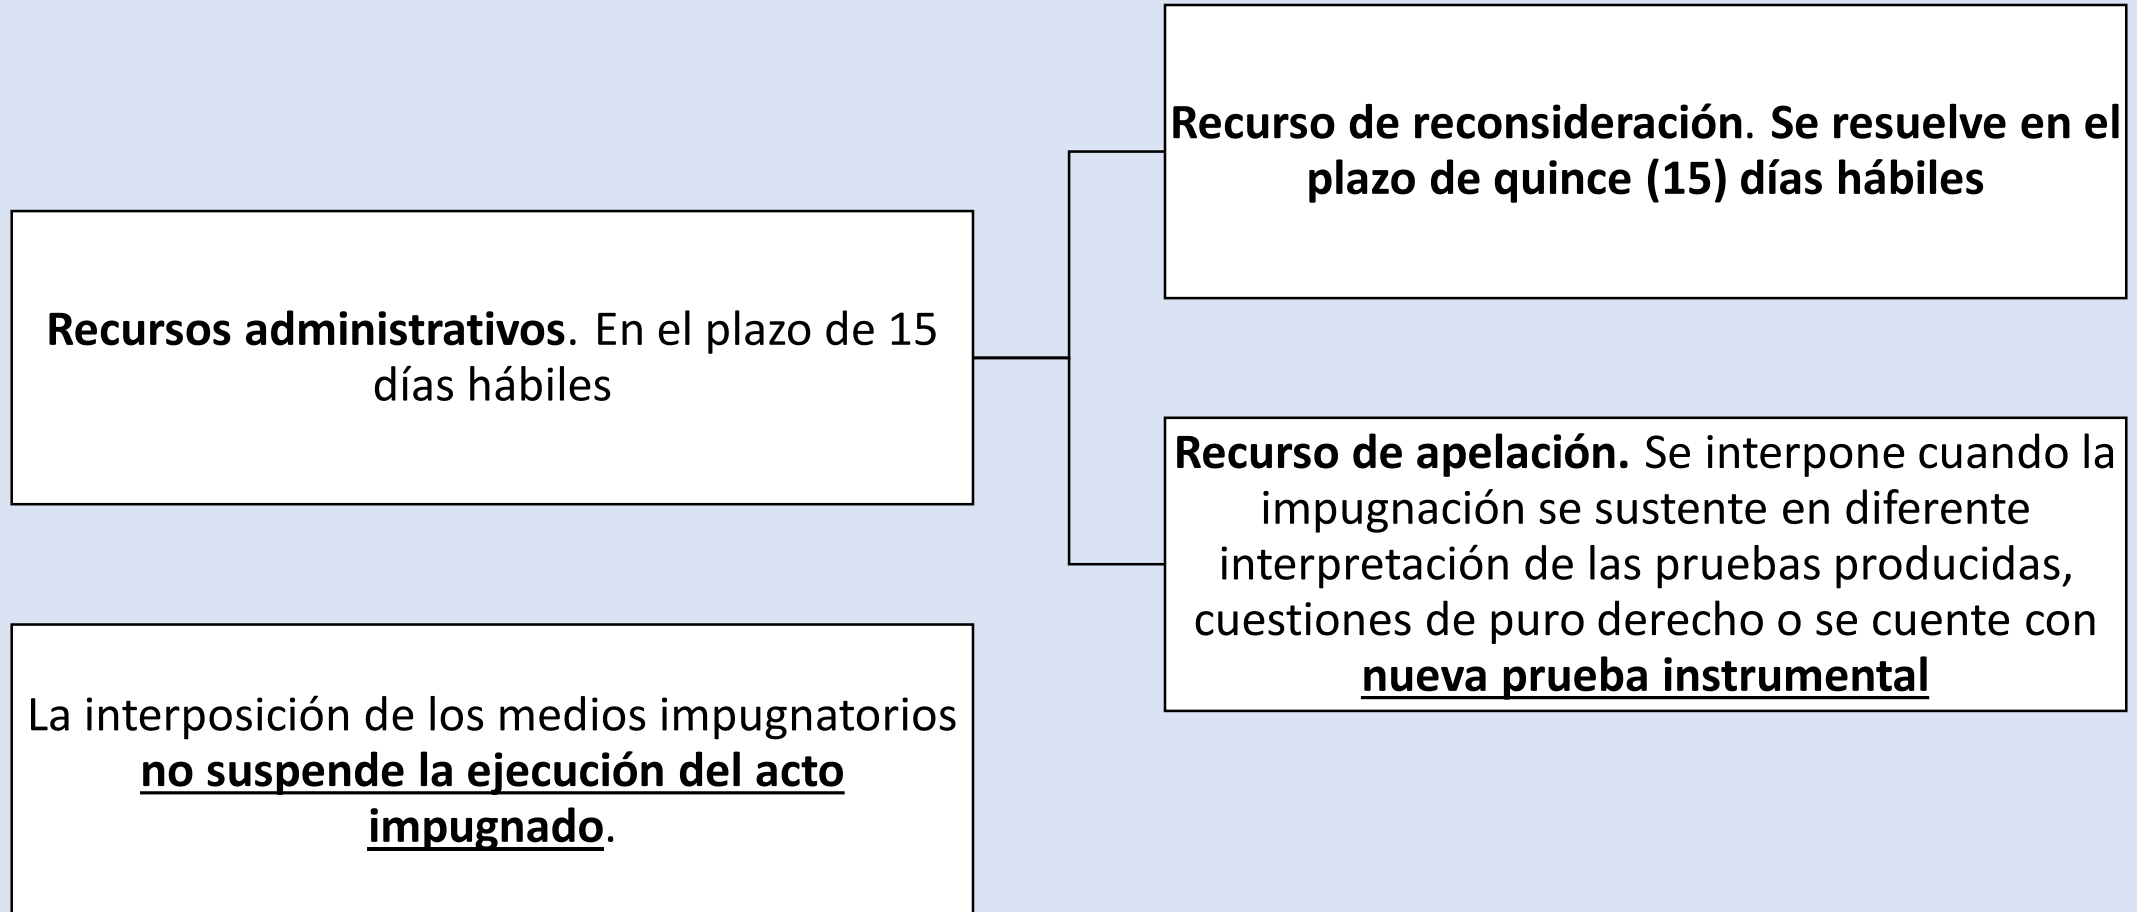 Recursos administrativos. En el plazo de 15
días hábiles
Recurso de reconsideración. Se resuelve en el
plazo de quince (15) días hábiles
Recurso de apelación. Se interpone cuando la
impugnación se sustente en diferente
interpretación de las pruebas producidas,
cuestiones de puro derecho o se cuente con
nueva prueba instrumental
La interposición de los medios impugnatorios
no suspende la ejecución del acto
impugnado.